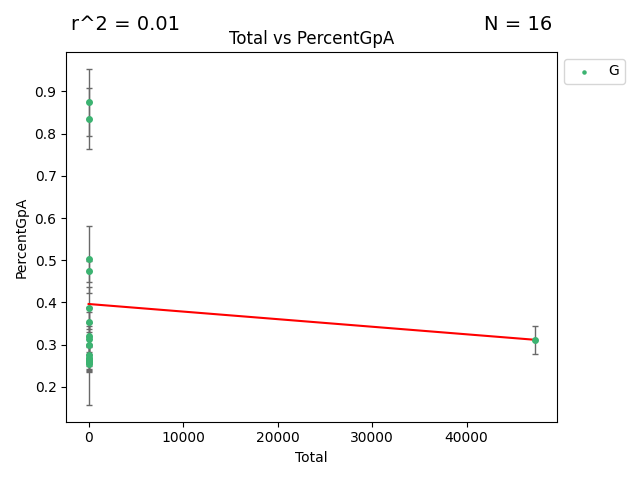 r^2 = 0.01
N = 16
Total vs PercentGpA
G
0.9
0.8
0.7
0.6
0.5
0.4
0.3
0.2
PercentGpA
0
10000
20000
30000
40000
Total